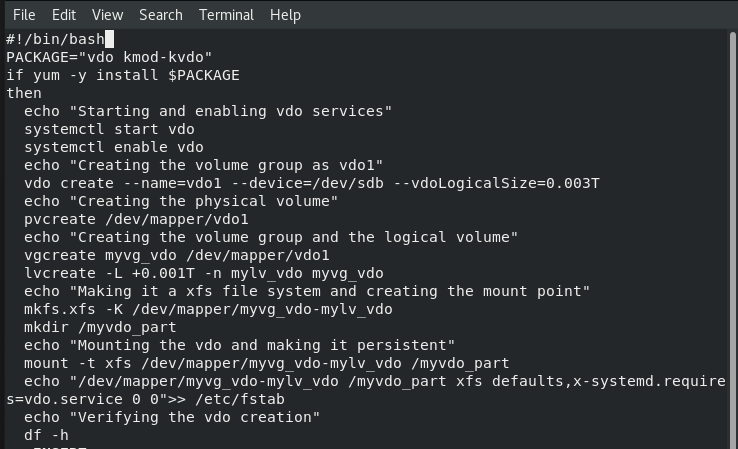 File Edit View Search Terminal Help
#!/bin/bash
PACKAGE="vdo kmod-kvdo"
if yum -y install $PACKAGE
then
  echo "Starting and enabling vdo services"
  systemctl start vdo
  systemctl enable vdo
  echo "Creating the volume group as vdo1"
  vdo create --name=vdo1 --device=/dev/sdb --vdoLogicalSize=0.003T
  echo "Creating the physical volume"
  pvcreate /dev/mapper/vdo1
  echo "Creating the volume group and the logical volume"
  vgcreate myvg_vdo /dev/mapper/vdo1
  lvcreate -L +0.001T -n mylv_vdo myvg_vdo
  echo "Making it a xfs file system and creating the mount point"
  mkfs.xfs -K /dev/mapper/myvg_vdo-mylv_vdo
  mkdir /myvdo_part
  echo "Mounting the vdo and making it persistent"
  mount -t xfs /dev/mapper/myvg_vdo-mylv_vdo /myvdo_part
  echo "/dev/mapper/myvg_vdo-mylv_vdo /myvdo_part xfs defaults,x-systemd.require
s=vdo.service 0 0">> /etc/fstab
  echo "Verifying the vdo creation"
  df -h